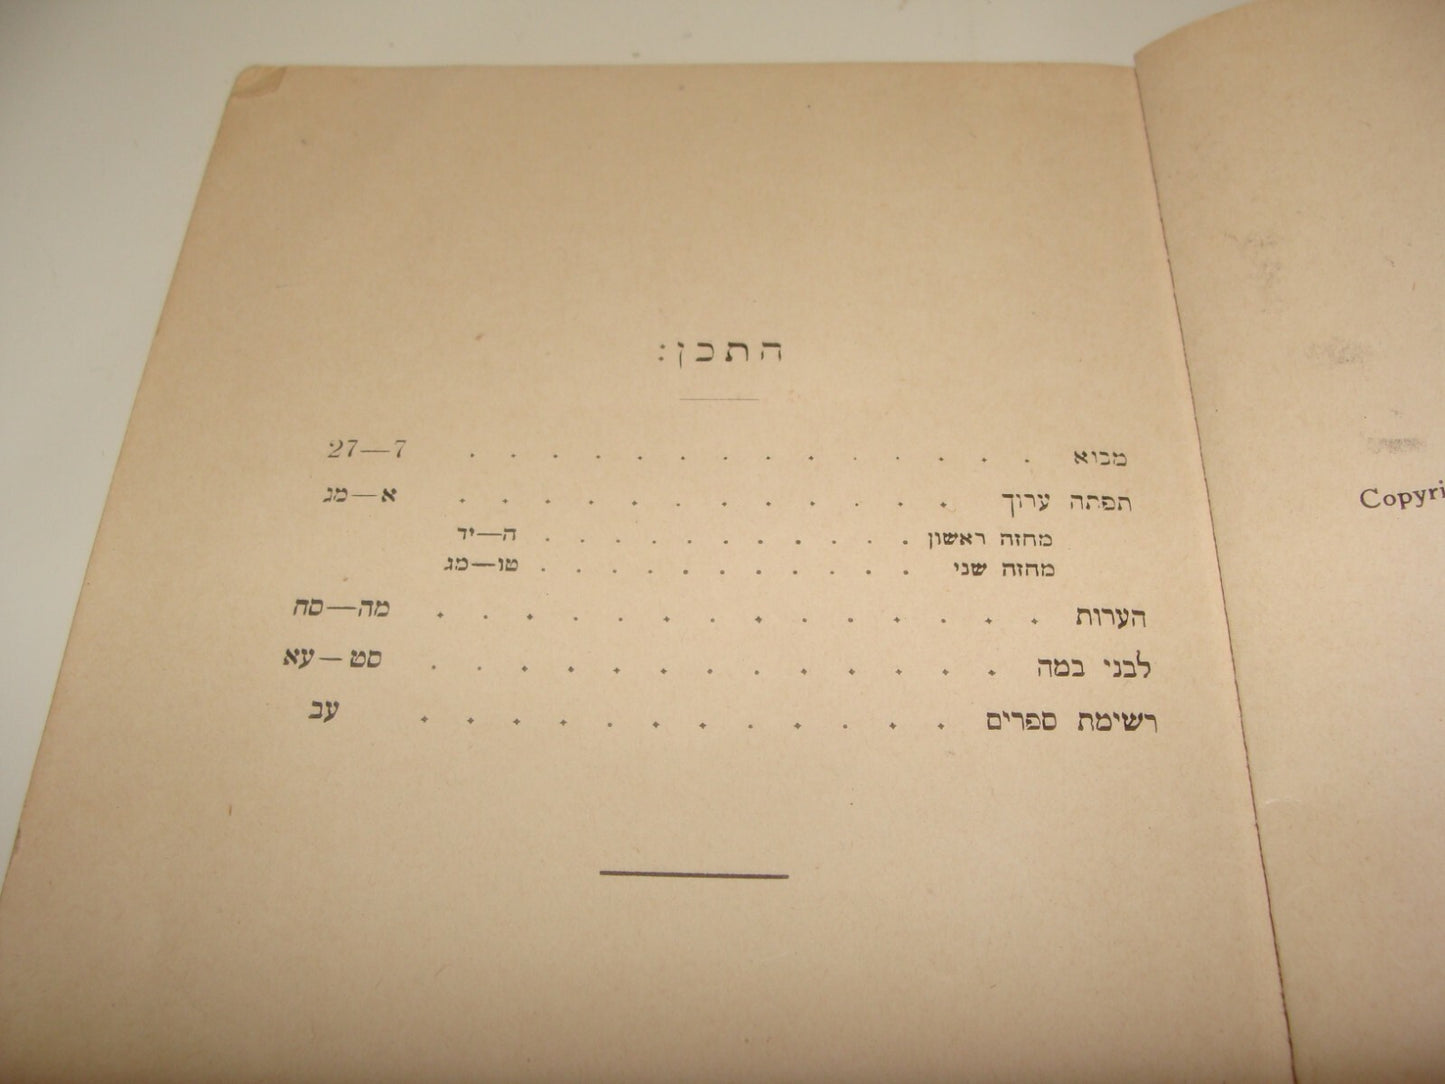 התכן:
מבוא . . . . . . . . . . . . . . 7—27
תפתה ערוך . . . . . . . . . . . . א—מג
מחזה ראשון . . . . . . . . . . . ה—יד
מחזה שני . . . . . . . . . . . טו—מג
הערות . . . . . . . . . . . . . . מה—סח
לבני במה . . . . . . . . . . . . . סט—עא
רשימת ספרים . . . . . . . . . . . . עב
Copyri